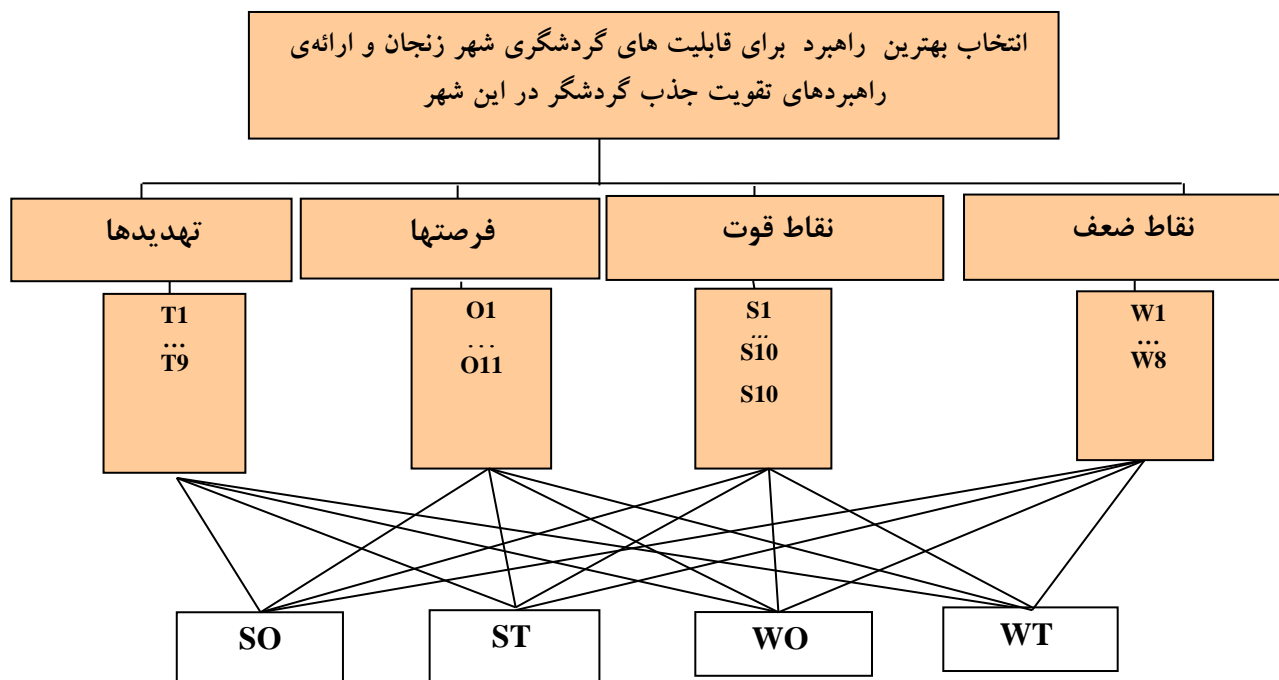 انتخاب بهترین راهبرد برای قابلیت های گردشگری شهر زنجان و ارائه‌ی
راهبردهای تقویت جذب گردشگر در این شهر
نقاط ضعف
نقاط قوت
فرصتها
تهدیدها
W1
...
W8
S1
...
S10
S10
O1
...
O11
T1
...
T9
SO
ST
WO
WT